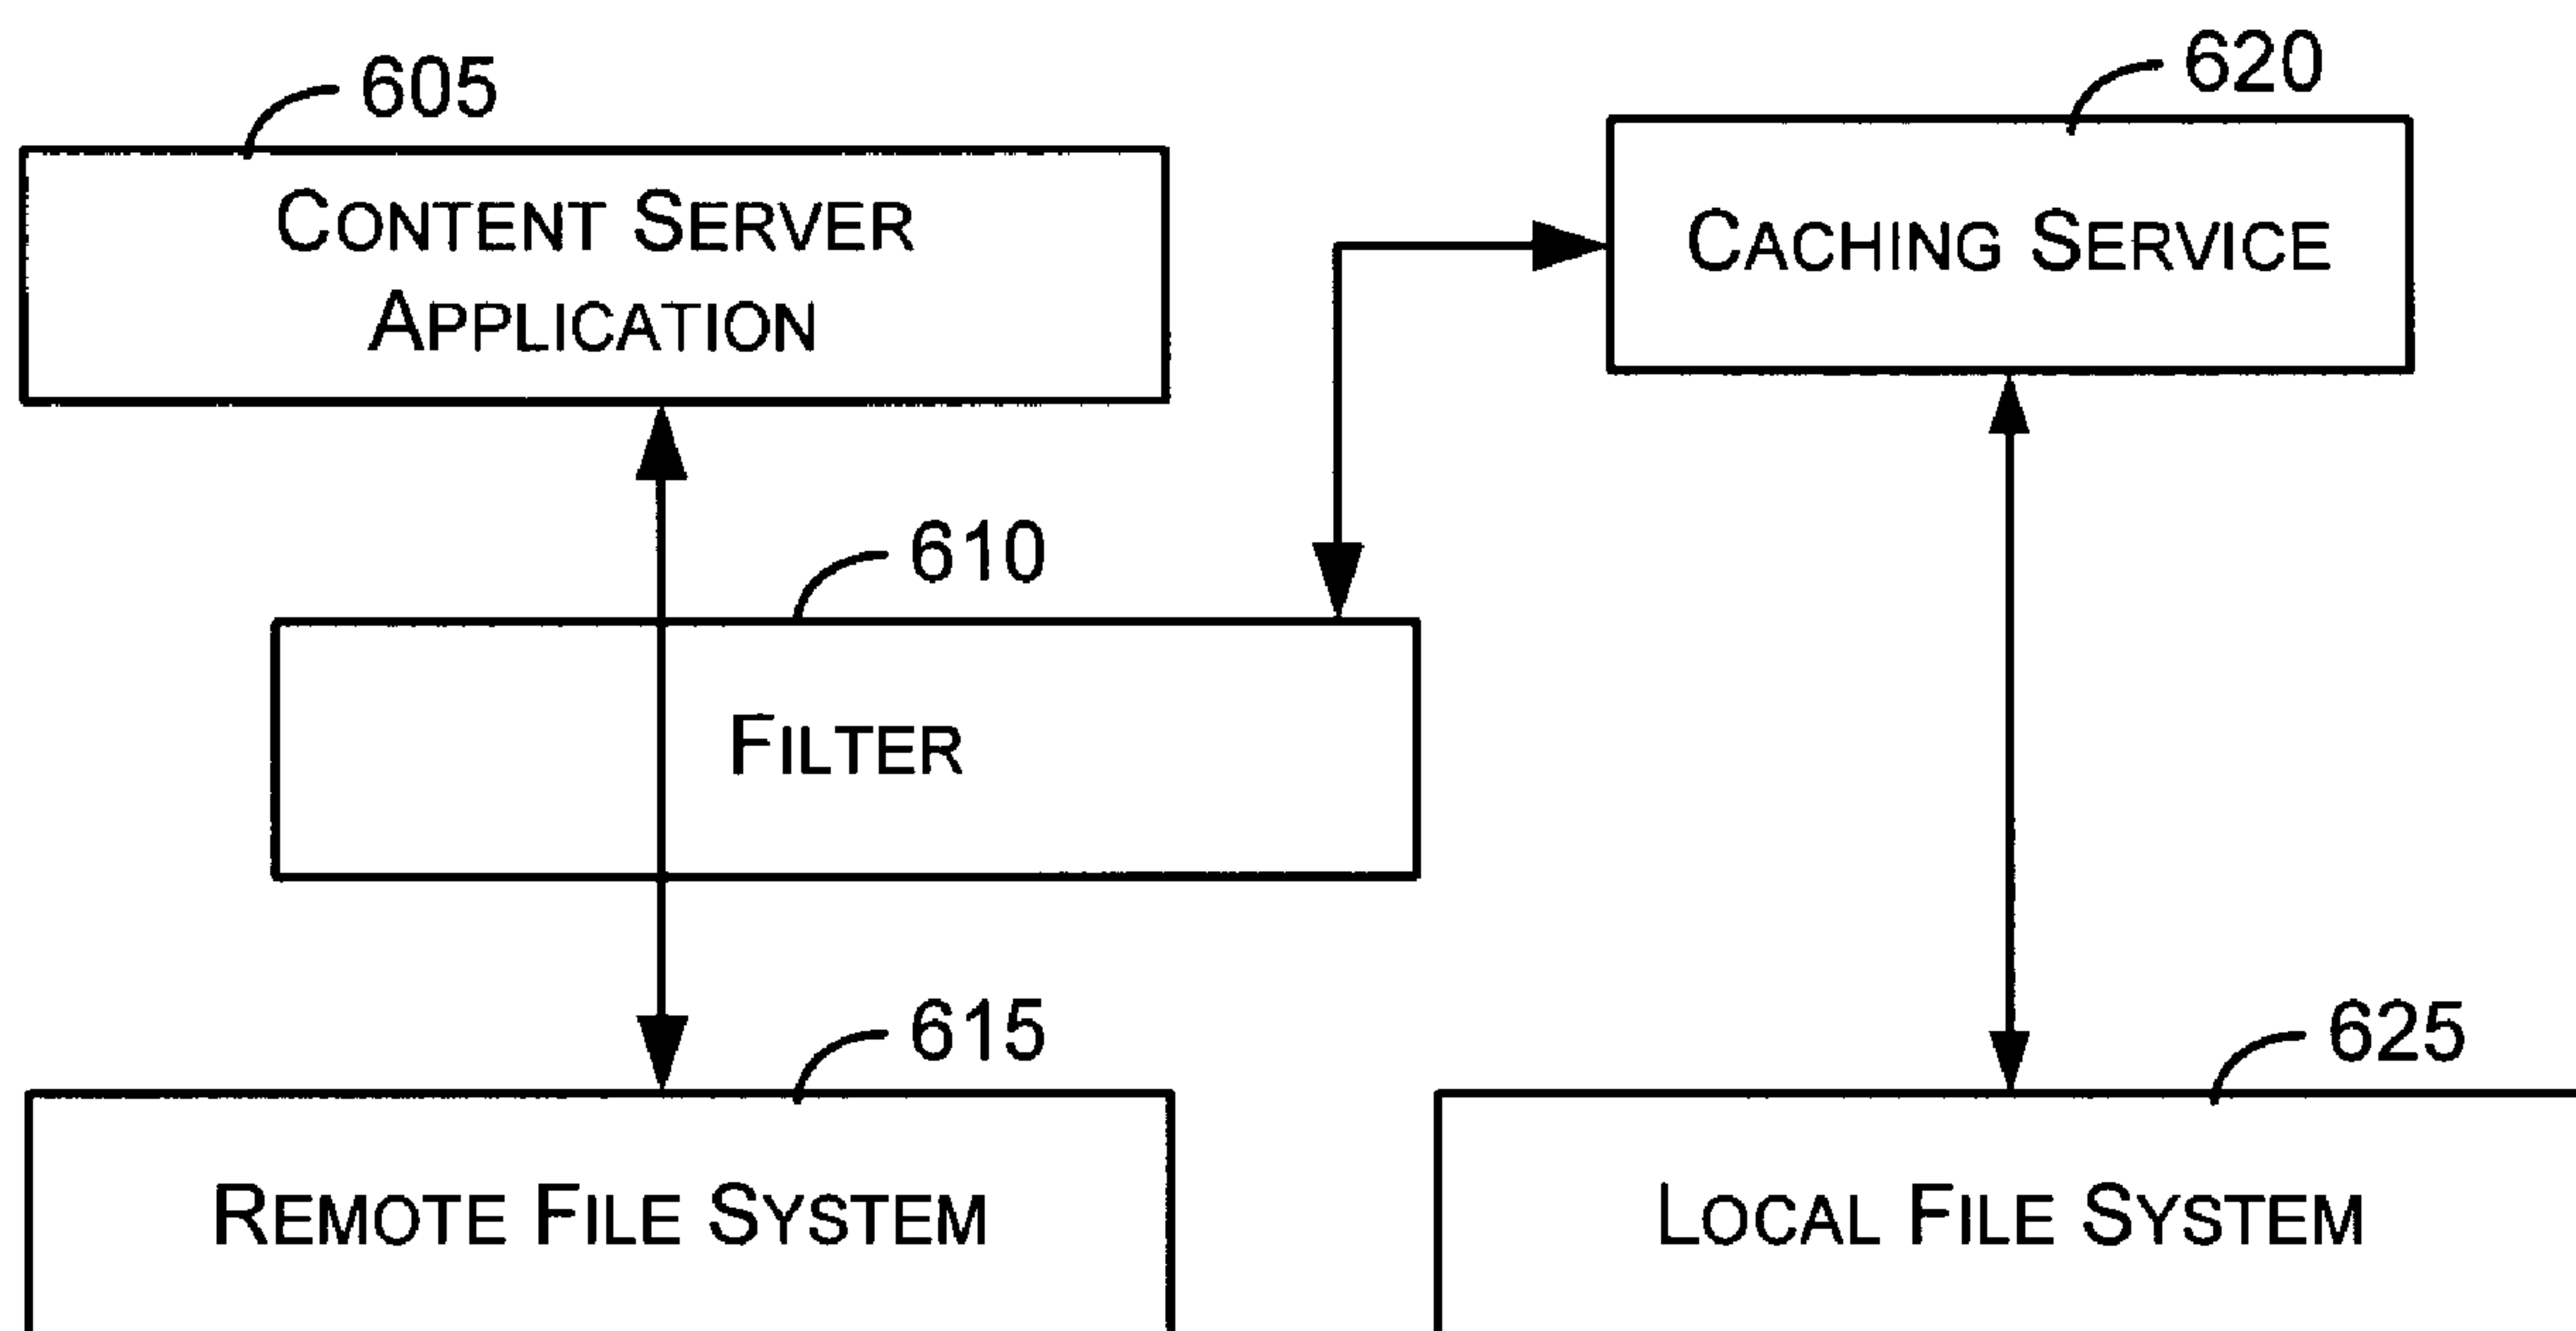 605
CONTENT SERVER
APPLICATION
620
CACHING SERVICE
610
FILTER
615
REMOTE FILE SYSTEM
625
LOCAL FILE SYSTEM